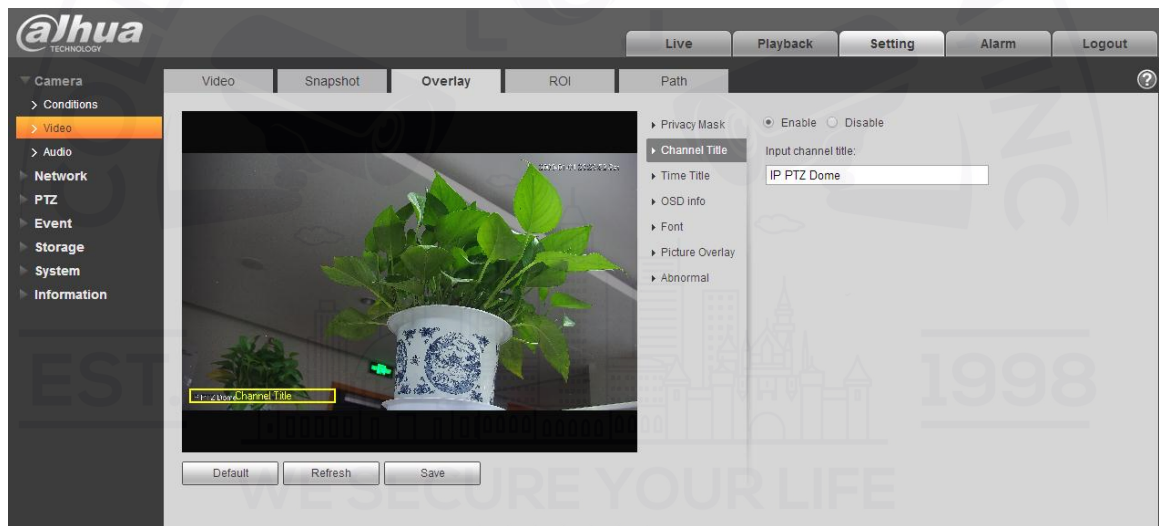 alhua
TECHNOLOGY
Live
Playback
Setting
Alarm
Logout
Camera
Conditions
Video
Audio
Network
PTZ
Event
Storage
System
Information
Video
Snapshot
Overlay
ROI
Path
?
Privacy Mask
Channel Title
Time Title
OSD info
Font
Picture Overlay
Abnormal
Enable Disable
Input channel title:
IP PTZ Dome
Channel Title
Default
Refresh
Save
EST. 1998
WE SECURE YOUR LIFE